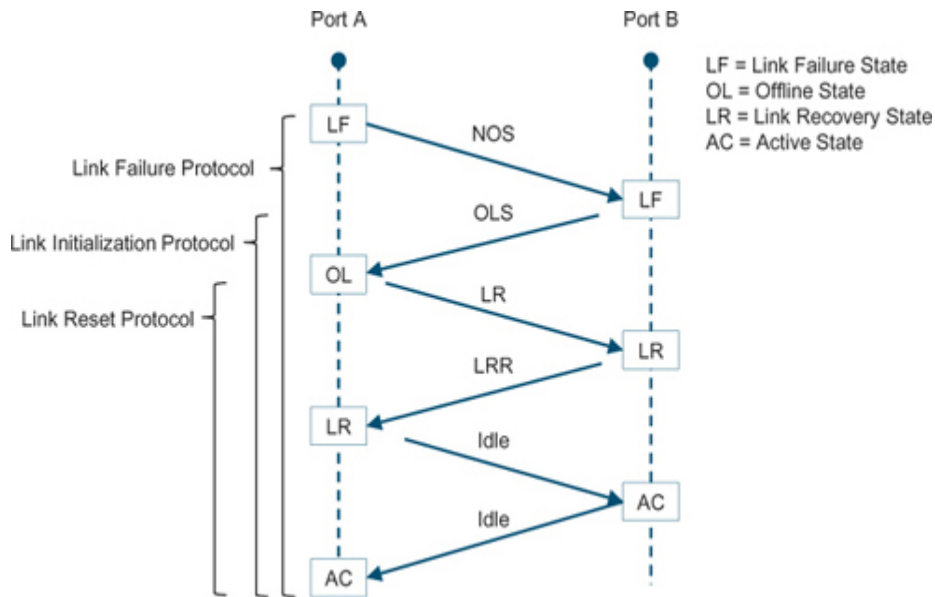 Port A
Port B
LF = Link Failure State
OL = Offline State
LR = Link Recovery State
AC = Active State
LF
NOS
Link Failure Protocol
LF
OLS
Link Initialization Protocol
OL
LR
Link Reset Protocol
LR
LRR
LR
Idle
AC
Idle
AC